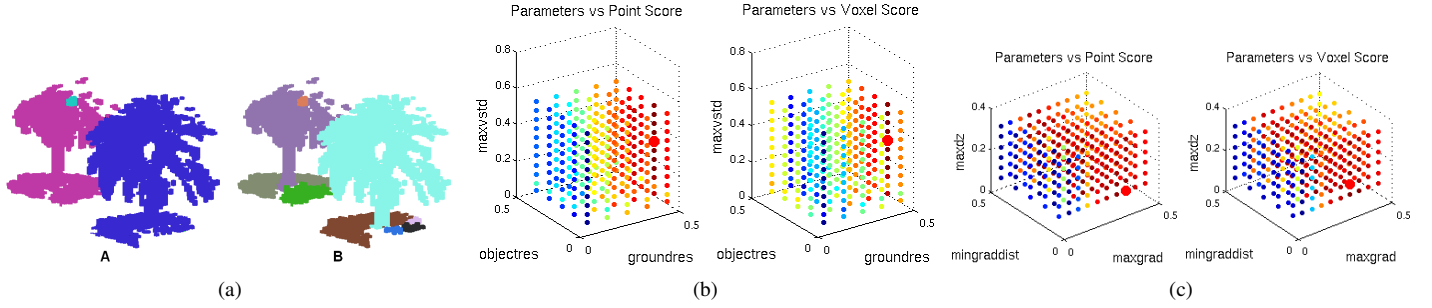 A
B
(a)
Parameters vs Point Score
0.8
0.6
0.4
0.2
0
0.5
0
0
0.5
maxvstd
objectres
groundres
Parameters vs Voxel Score
0.8
0.6
0.4
0.2
0
0.5
0
0
0.5
maxvstd
objectres
groundres
(b)
Parameters vs Point Score
0.4
0.2
0
0.5
0
0
0.5
maxdz
mingraddist
maxgrad
Parameters vs Voxel Score
0.4
0.2
0
0.5
0
0
0.5
maxdz
mingraddist
maxgrad
(c)